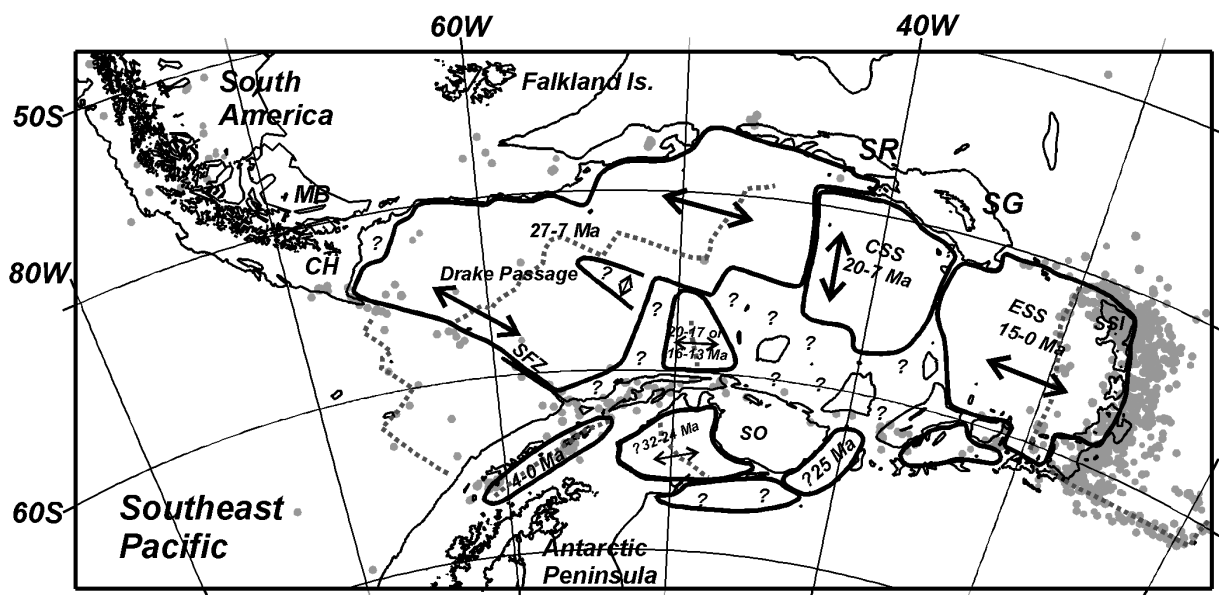 60W
40W
South
America
Falkland Is.
50S
SR
MB
SG
27-7 Ma
?
CH
CSS
20-7 Ma
80W
Drake Passage
?
?
?
?
ESS
15-0 Ma
SSI
20-17 or
16-13 Ma
SFZ
?
?
?
?
?
?
?
? 32-24 Ma
SO
4-0 Ma
? 25 Ma
?
?
60S
Southeast
Pacific
Antarctic
Peninsula